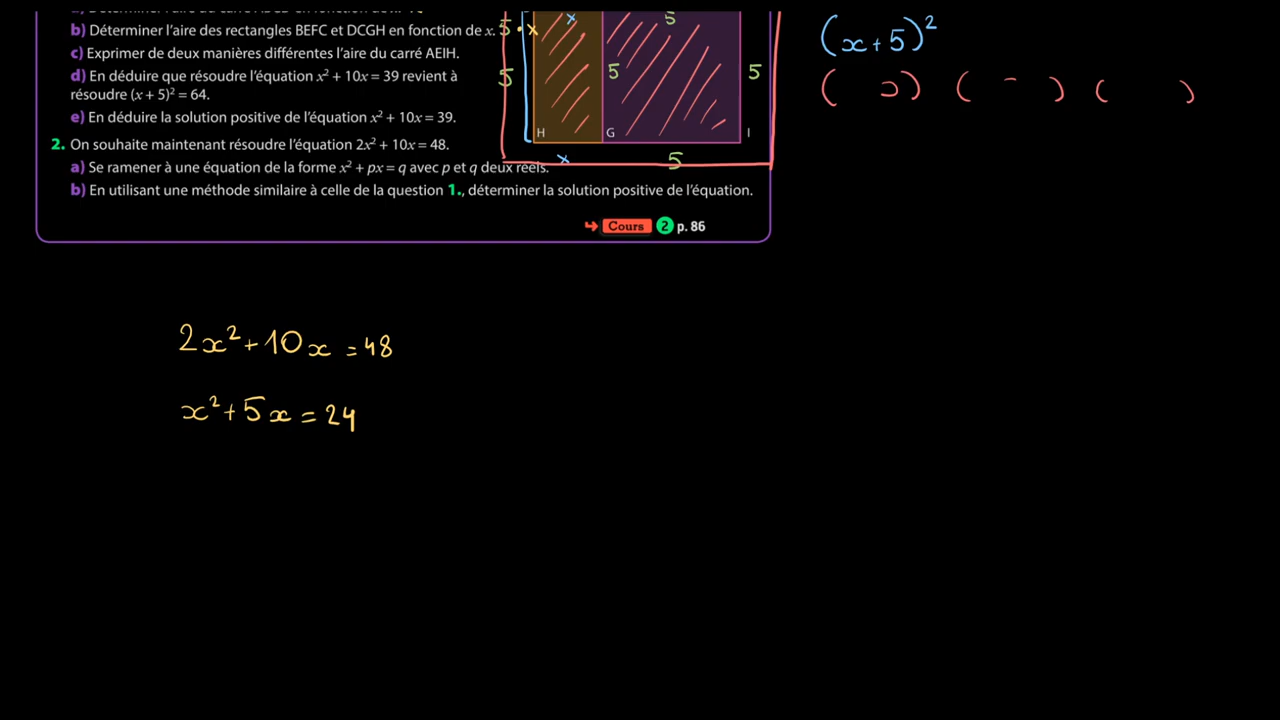 b) Déterminer l'aire des rectangles BEFC et DCGH en fonction de x. 5 • x
c) Exprimer de deux manières différentes l'aire du carré AEIH.
d) En déduire que résoudre l'équation x² + 10x = 39 revient à
résoudre (x + 5)² = 64.
e) En déduire la solution positive de l'équation x² + 10x = 39.
2. On souhaite maintenant résoudre l'équation 2x² + 10x = 48.
a) Se ramener à une équation de la forme x² + px = q avec p et q deux réels.
b) En utilisant une méthode similaire à celle de la question 1., déterminer la solution positive de l'équation.
Cours 2 p. 86
x 5
5 5 5
H G I
x 5
(x+5)²
( ) ( ) ( )
2x²+10x=48
x²+5x=24